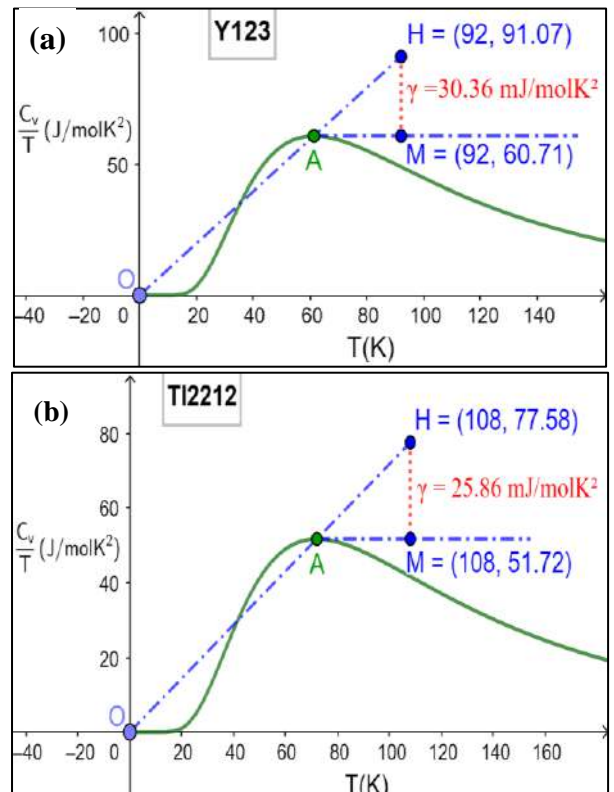 (a)
Y123
100
H = (92, 91.07)
C_v/T (J/molK²)
γ =30.36 mJ/molK²
50
M = (92, 60.71)
A
O
−40 −20 0 20 40 60 80 100 120 140
T(K)
(b)
Tl2212
80
H = (108, 77.58)
60
γ = 25.86 mJ/molK²
C_v/T (J/molK²)
A
M = (108, 51.72)
40
20
O
−40 −20 0 20 40 60 80 100 120 140 160
T(K)